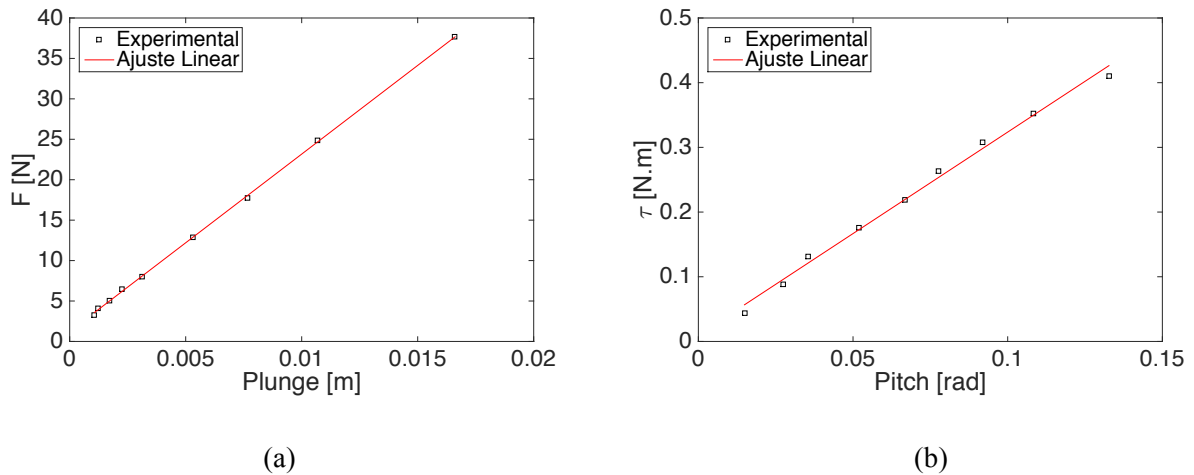 40
35
30
25
20
15
10
5
0
F [N]
Experimental
Ajuste Linear
0 0.005 0.01 0.015 0.02
Plunge [m]
(a)
0.5
0.4
0.3
0.2
0.1
0
τ [N.m]
Experimental
Ajuste Linear
0 0.05 0.1 0.15
Pitch [rad]
(b)